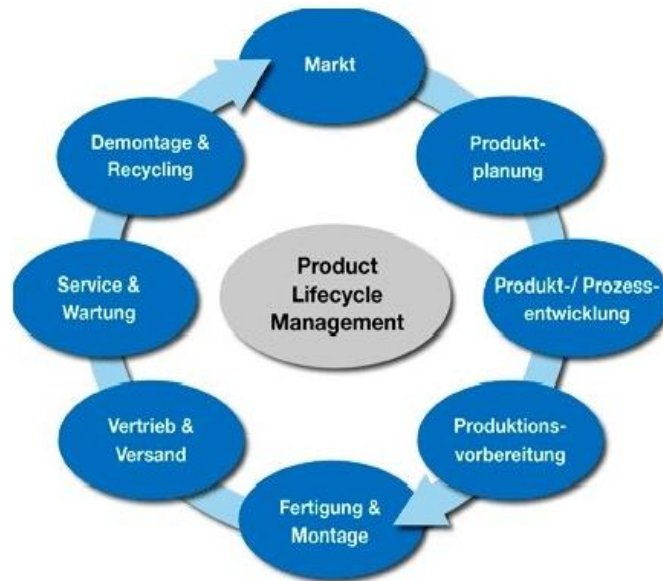 Markt
Produkt-
planung
Produkt-/ Prozess-
entwicklung
Produktions-
vorbereitung
Fertigung &
Montage
Vertrieb &
Versand
Service &
Wartung
Demontage &
Recycling
Product
Lifecycle
Management